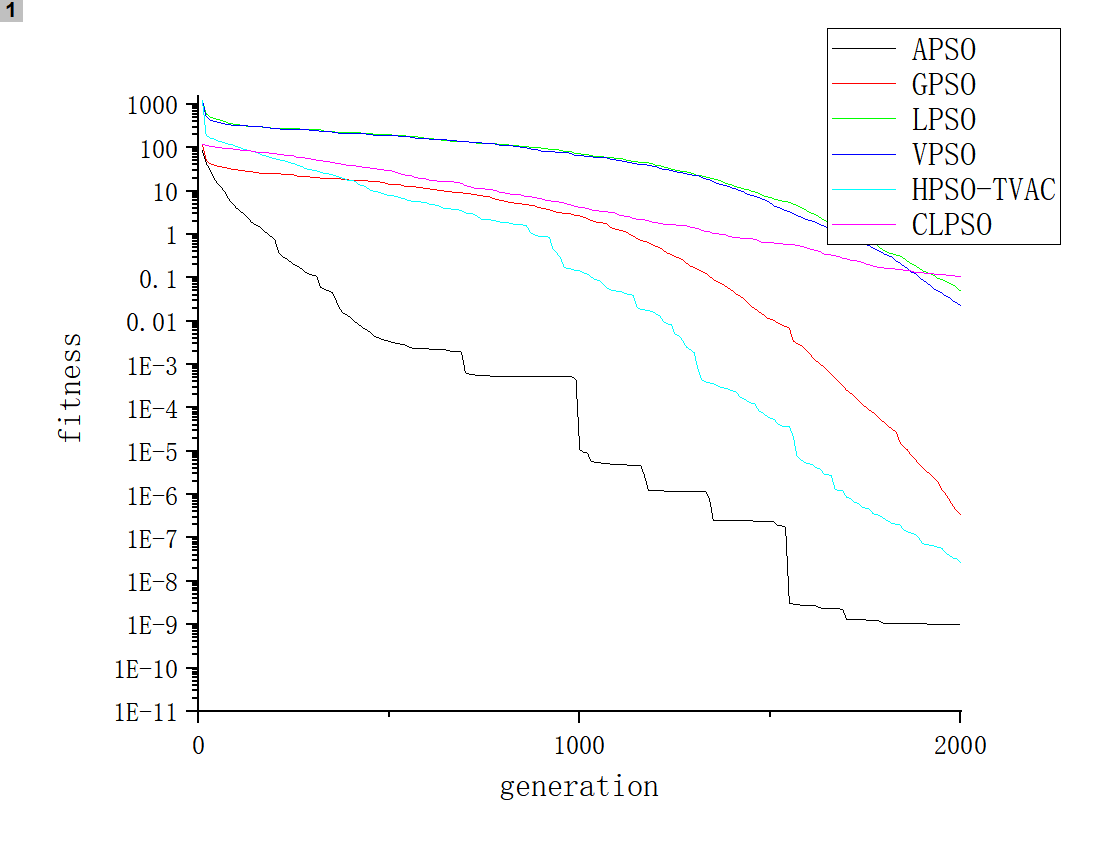 1
APSO
GPSO
LPSO
VPSO
HPSO-TVAC
CLPSO
1000
100
10
1
0.1
0.01
1E-3
1E-4
1E-5
1E-6
1E-7
1E-8
1E-9
1E-10
1E-11
fitness
0 1000 2000
generation